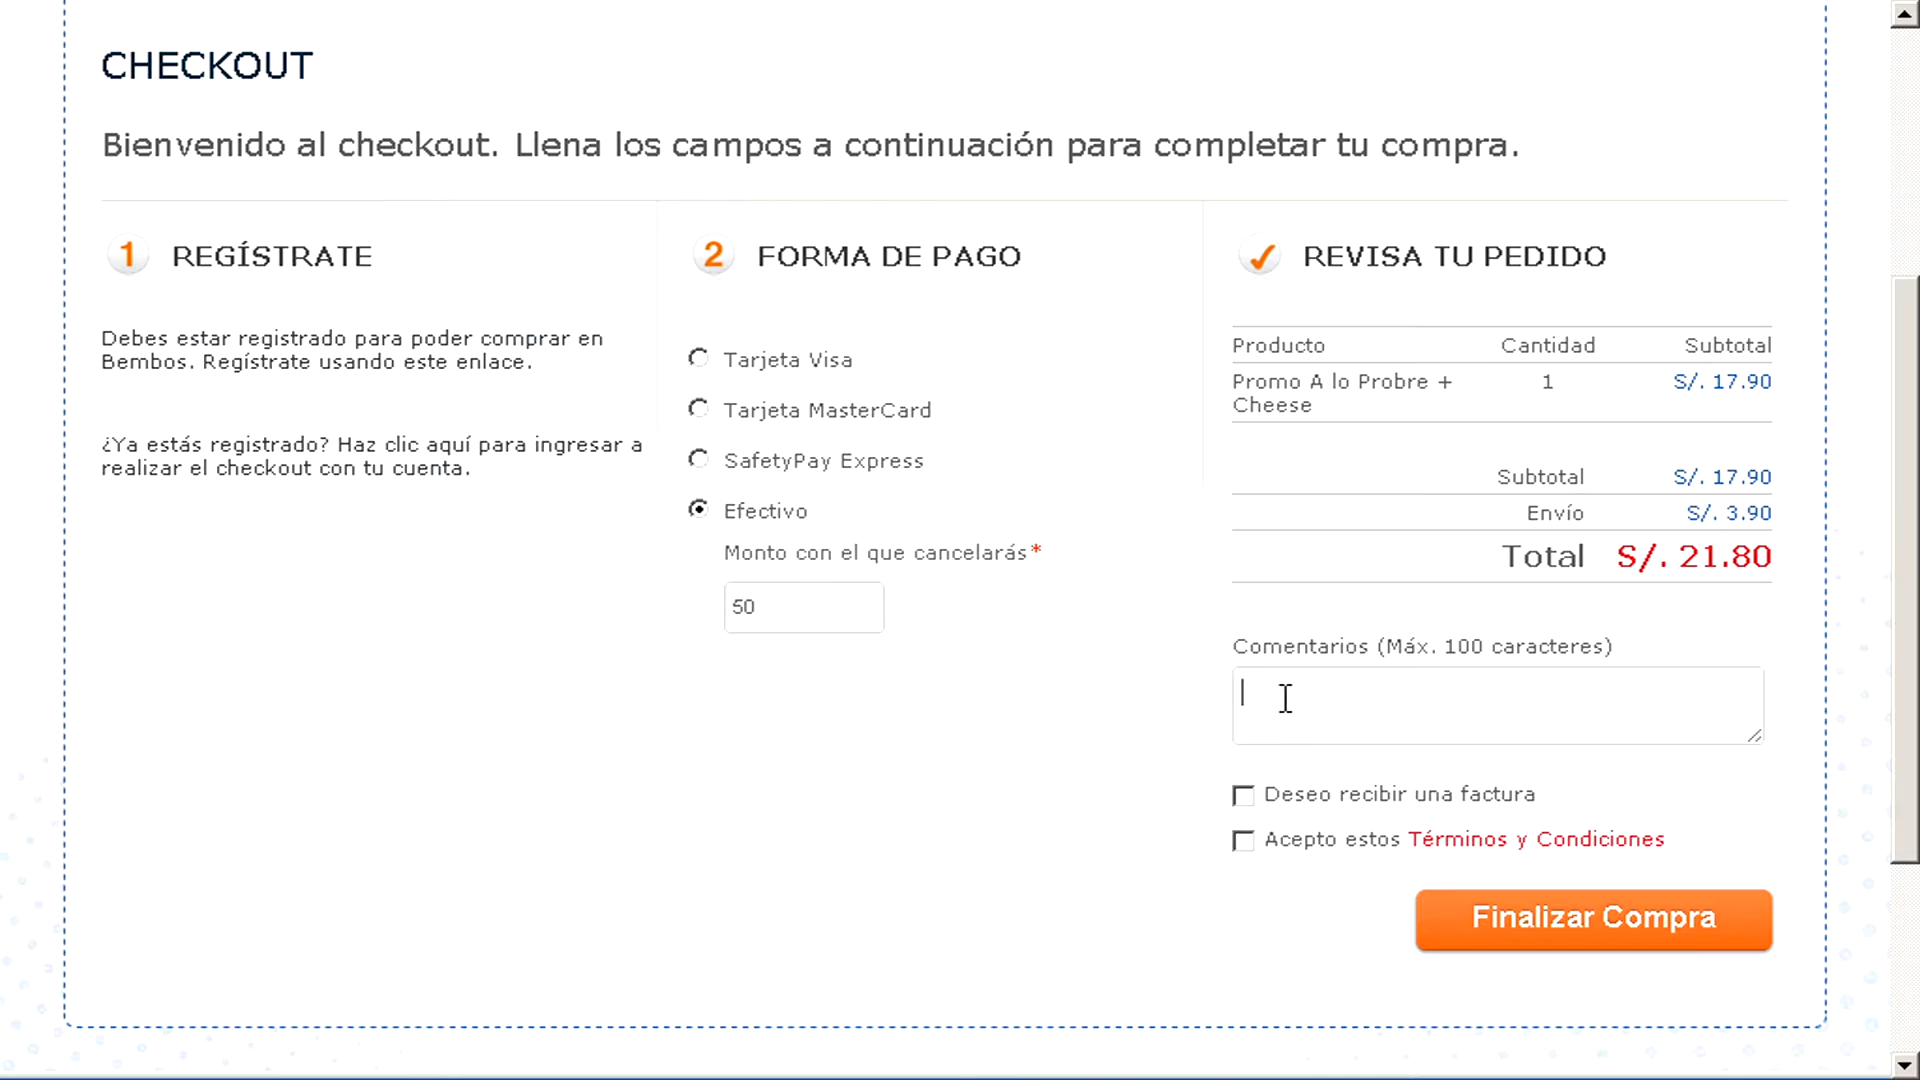 CHECKOUT
Bienvenido al checkout. Llena los campos a continuación para completar tu compra.
1 REGÍSTRATE
Debes estar registrado para poder comprar en
Bembos. Regístrate usando este enlace.
¿Ya estás registrado? Haz clic aquí para ingresar a
realizar el checkout con tu cuenta.
2 FORMA DE PAGO
Tarjeta Visa
Tarjeta MasterCard
SafetyPay Express
Efectivo
Monto con el que cancelarás*
50
REVISA TU PEDIDO
Producto Cantidad Subtotal
Promo A lo Probre + 1 S/. 17.90
Cheese
Subtotal S/. 17.90
Envío S/. 3.90
Total S/. 21.80
Comentarios (Máx. 100 caracteres)
Deseo recibir una factura
Acepto estos Términos y Condiciones
Finalizar Compra